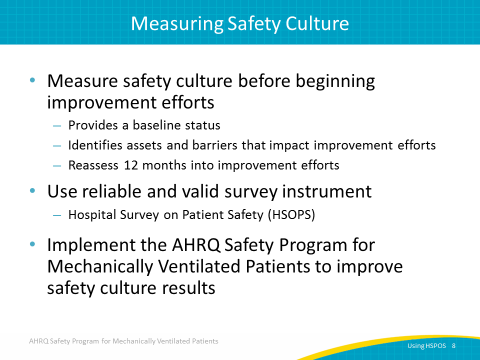 Measuring Safety Culture
• Measure safety culture before beginning
improvement efforts
– Provides a baseline status
– Identifies assets and barriers that impact improvement efforts
– Reassess 12 months into improvement efforts
• Use reliable and valid survey instrument
– Hospital Survey on Patient Safety (HSOPS)
• Implement the AHRQ Safety Program for
Mechanically Ventilated Patients to improve
safety culture results
AHRQ Safety Program for Mechanically Ventilated Patients
Using HSPOS 8